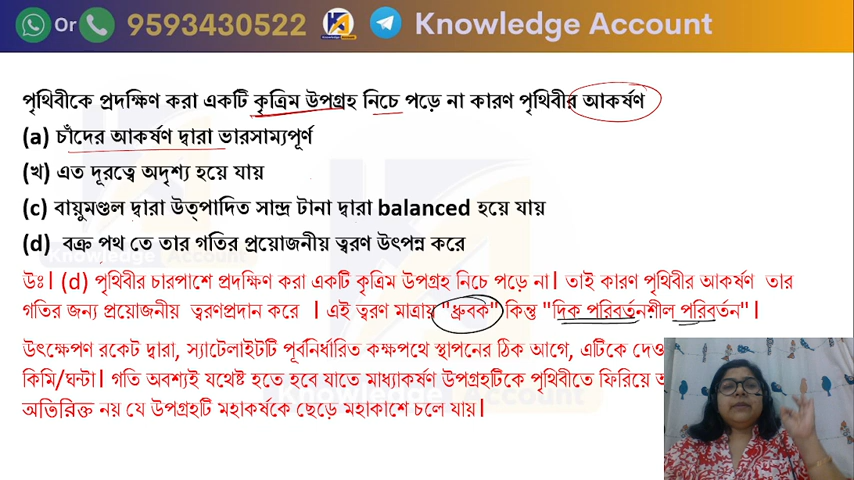 Or 9593430522 Knowledge Account
পৃথিবীকে প্রদক্ষিণ করা একটি কৃত্রিম উপগ্রহ নিচে পড়ে না কারণ পৃথিবীর আকর্ষণ
(a) চাঁদের আকর্ষণ দ্বারা ভারসাম্যপূর্ণ
(খ) এত দূরত্বে অদৃশ্য হয়ে যায়
(c) বায়ুমণ্ডল দ্বারা উত্পাদিত সান্দ্র টানা দ্বারা balanced হয়ে যায়
(d) বক্র পথ তে তার গতির প্রয়োজনীয় ত্বরণ উৎপন্ন করে
উঃ। (d) পৃথিবীর চারপাশে প্রদক্ষিণ করা একটি কৃত্রিম উপগ্রহ নিচে পড়ে না। তাই কারণ পৃথিবীর আকর্ষণ তার
গতির জন্য প্রয়োজনীয় ত্বরণপ্রদান করে । এই ত্বরণ মাত্রায় "ধ্রুবক" কিন্তু "দিক পরিবর্তনশীল পরিবর্তন"।
উৎক্ষেপণ রকেট দ্বারা, স্যাটেলাইটটি পূর্বনির্ধারিত কক্ষপথে স্থাপনের ঠিক আগে, এটিকে
কিমি/ঘন্টা। গতি অবশ্যই যথেষ্ট হতে হবে যাতে মাধ্যাকর্ষণ উপগ্রহটিকে পৃথিবীতে ফিরিয়ে
অতিরিক্ত নয় যে উপগ্রহটি মহাকর্ষকে ছেড়ে মহাকাশে চলে যায়।